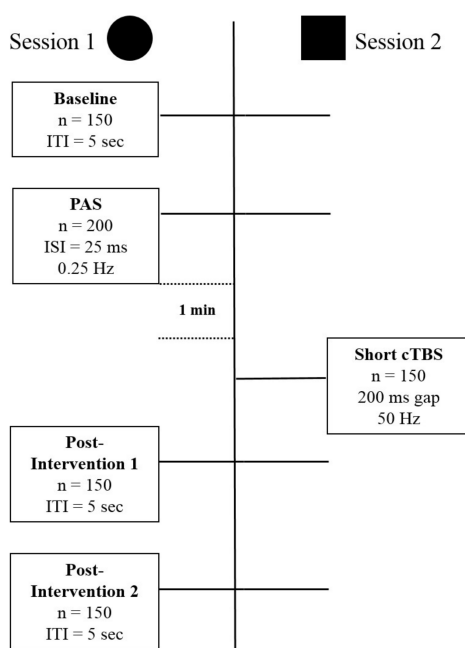 Session 1
Session 2
Baseline
n = 150
ITI = 5 sec
PAS
n = 200
ISI = 25 ms
0.25 Hz
1 min
Short cTBS
n = 150
200 ms gap
50 Hz
Post-
Intervention 1
n = 150
ITI = 5 sec
Post-
Intervention 2
n = 150
ITI = 5 sec